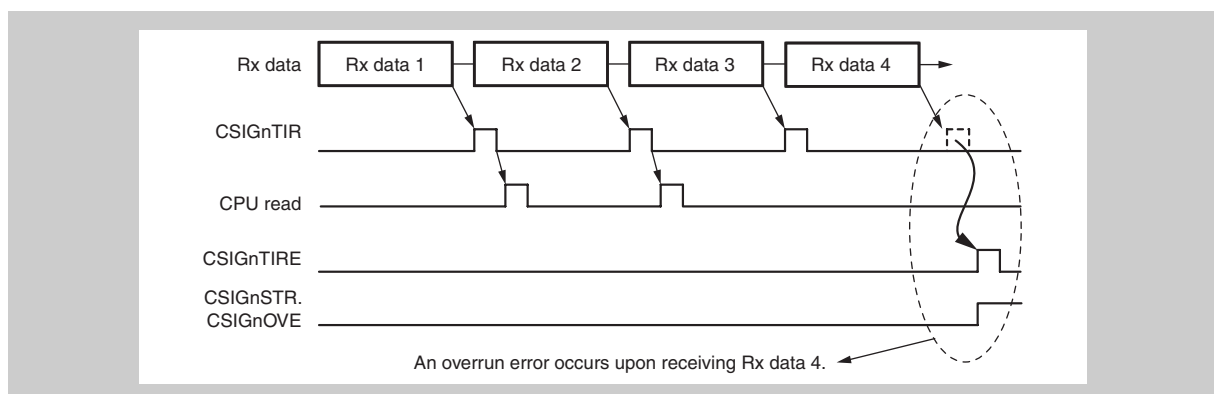 Rx data
Rx data 1
Rx data 2
Rx data 3
Rx data 4
CSIGnTIR
CPU read
CSIGnTIRE
CSIGnSTR.
CSIGnOVE
An overrun error occurs upon receiving Rx data 4.